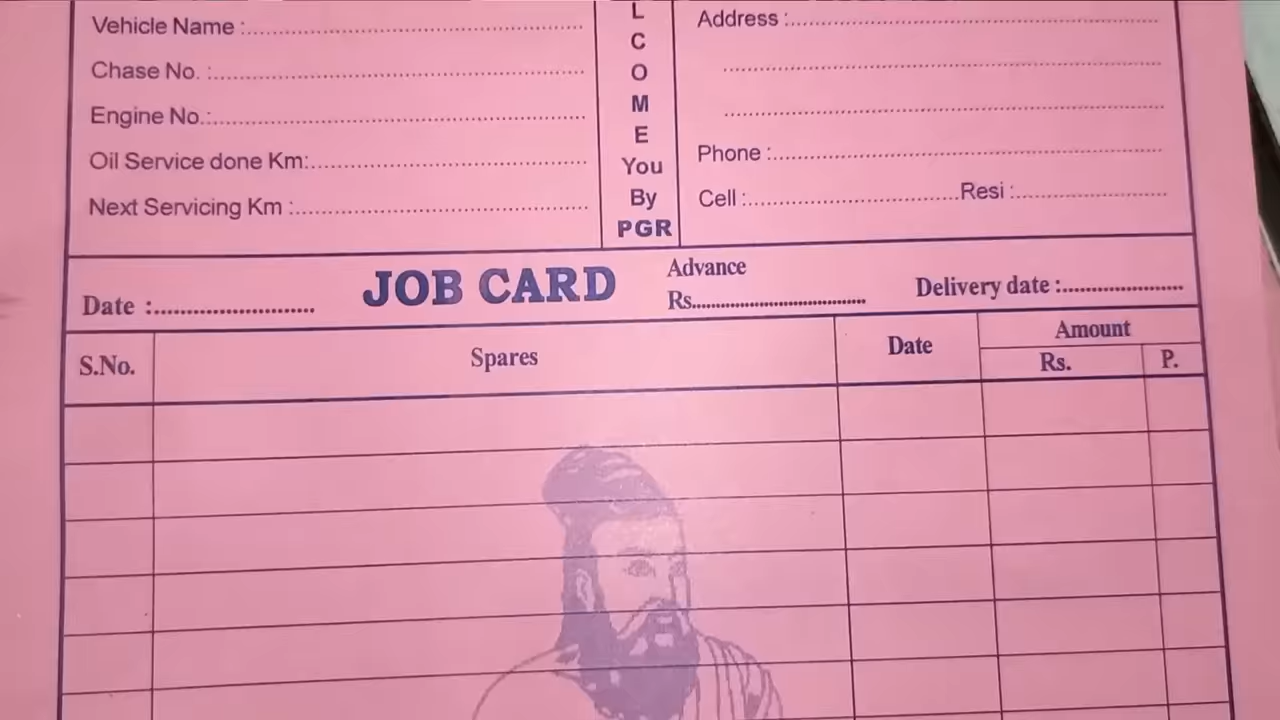 Vehicle Name :
Chase No. :
Engine No.:
Oil Service done Km:
Next Servicing Km :
L
C
O
M
E
You
By
PGR
Address :
Phone :
Cell : Resi :
Date :
JOB CARD
Advance
Rs.
Delivery date :
S.No.
Spares
Date
Amount
Rs.
P.